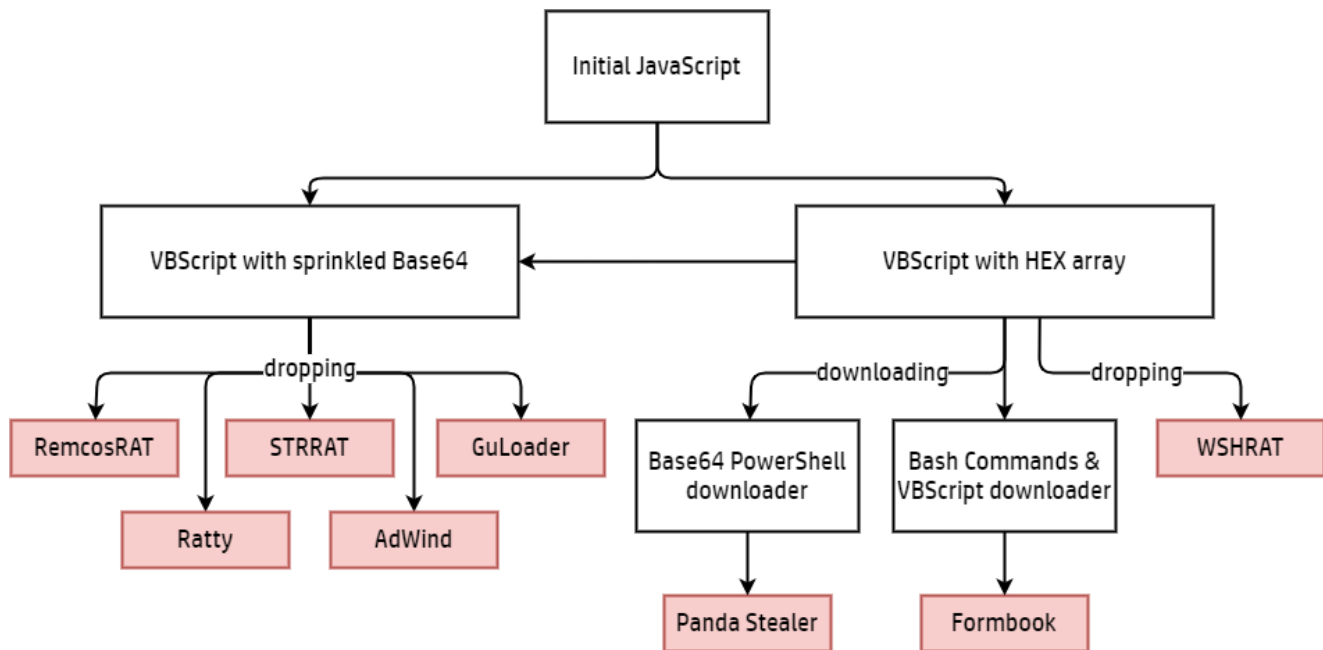 Initial JavaScript
VBScript with sprinkled Base64
VBScript with HEX array
dropping
downloading
dropping
RemcosRAT
STRRAT
GuLoader
Base64 PowerShell
downloader
Bash Commands &
VBScript downloader
WSHRAT
Ratty
AdWind
Panda Stealer
Formbook